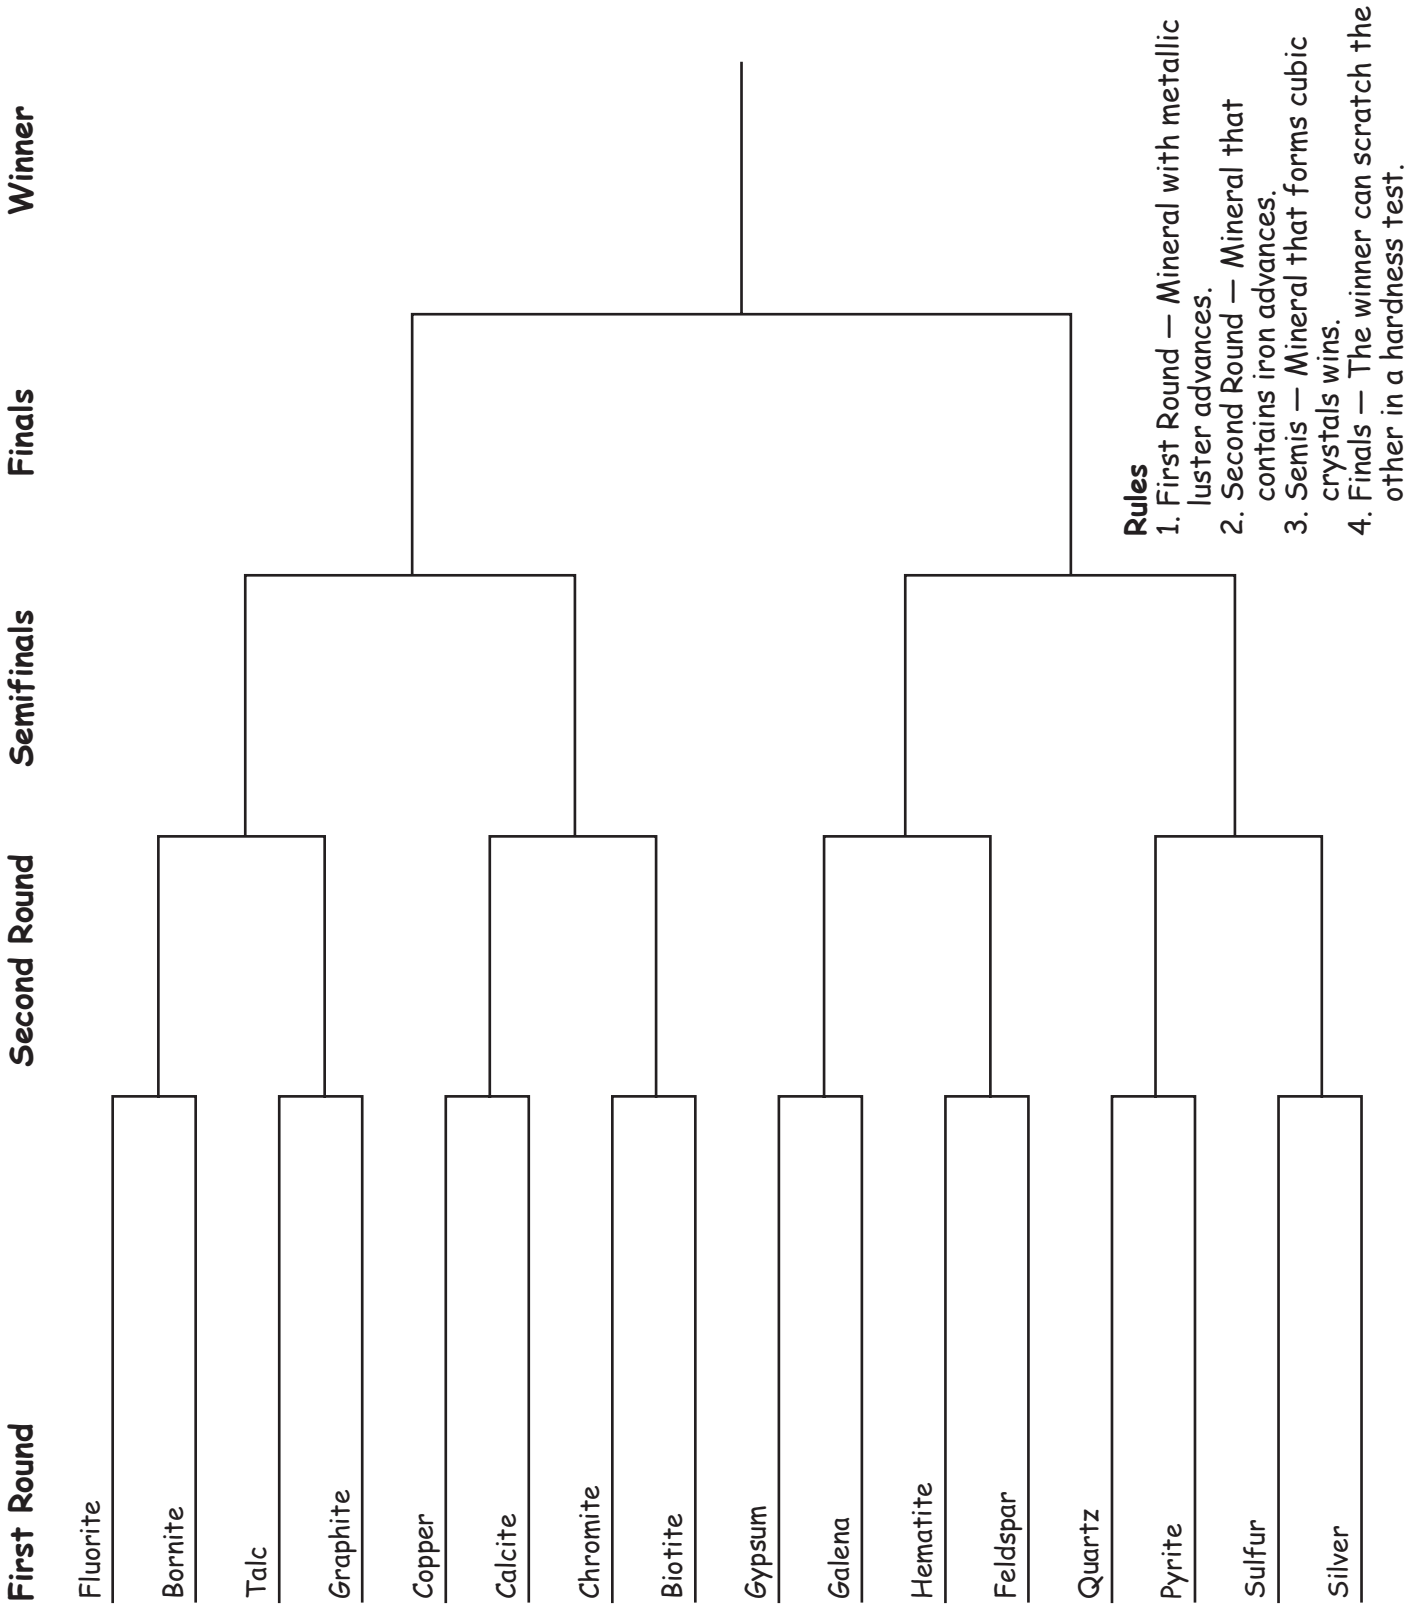 First Round
Second Round
Semifinals
Finals
Winner
Fluorite
Bornite
Talc
Graphite
Copper
Calcite
Chromite
Biotite
Gypsum
Galena
Hematite
Feldspar
Quartz
Pyrite
Sulfur
Silver
Rules
1. First Round — Mineral with metallic
luster advances.
2. Second Round — Mineral that
contains iron advances.
3. Semis — Mineral that forms cubic
crystals wins.
4. Finals — The winner can scratch the
other in a hardness test.